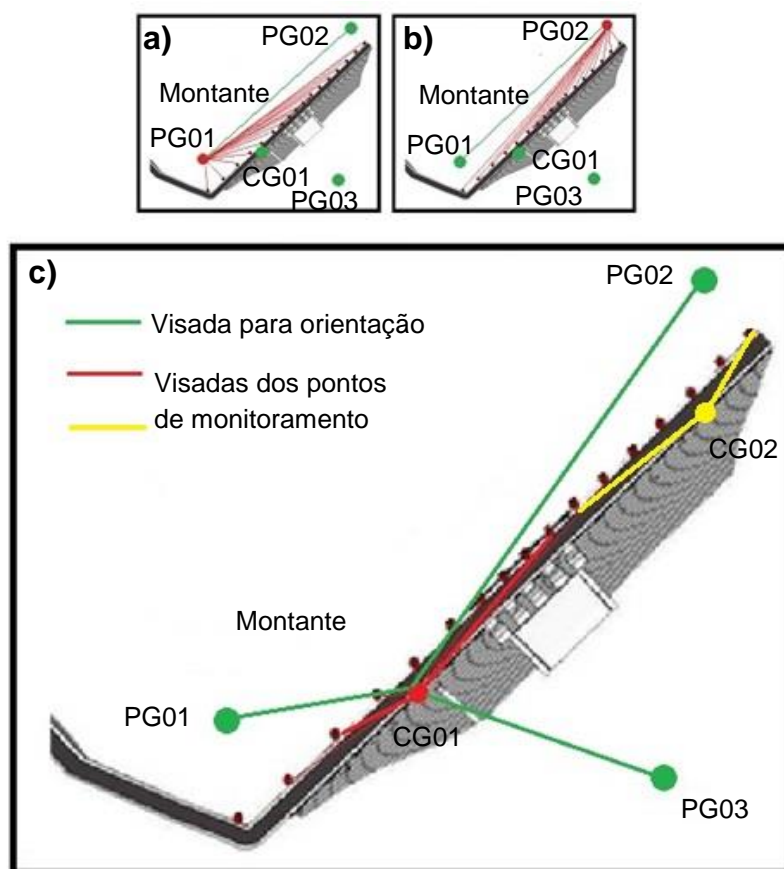 a)
PG02
Montante
PG01
CG01
PG03
b)
PG02
Montante
PG01
CG01
PG03
c)
PG02
Visada para orientação
Visadas dos pontos
de monitoramento
CG02
Montante
PG01
CG01
PG03